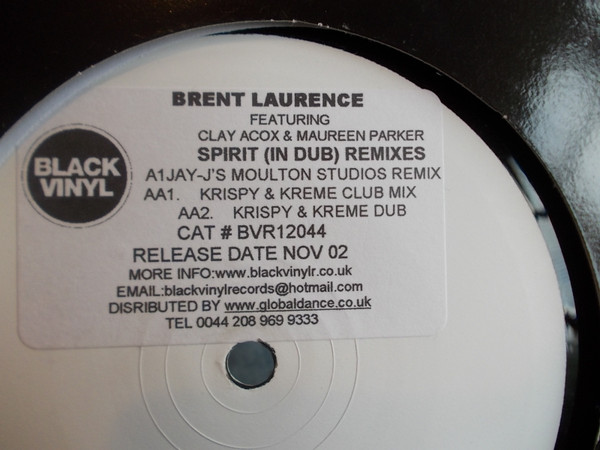 BRENT LAURENCE
FEATURING
CLAY ACOX & MAUREEN PARKER
SPIRIT (IN DUB) REMIXES
BLACK
VINYL
A1JAY-J'S MOULTON STUDIOS REMIX
AA1. KRISPY & KREME CLUB MIX
AA2. KRISPY & KREME DUB
CAT # BVR12044
RELEASE DATE NOV 02
MORE INFO:www.blackvinylr.co.uk
EMAIL:blackvinylrecords@hotmail.com
DISRIBUTED BY www.globaldance.co.uk
TEL 0044 208 969 9333